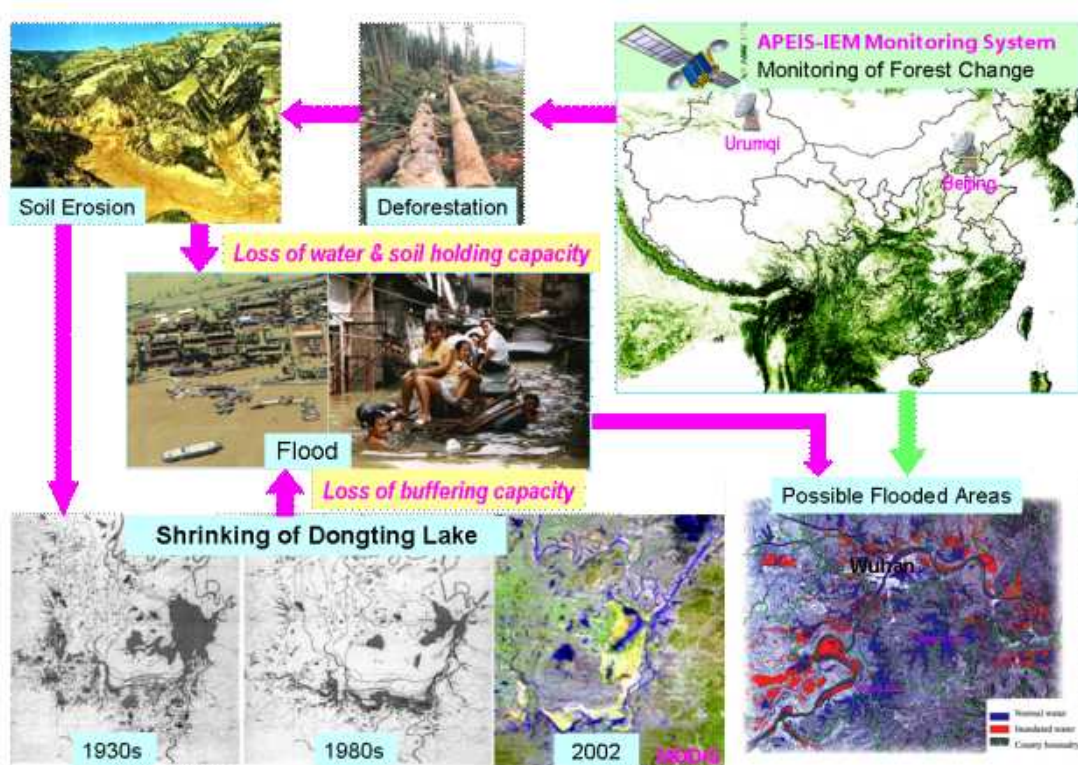 APEIS-IEM Monitoring System
Monitoring of Forest Change
Urumqi
Beijing
Soil Erosion
Deforestation
Loss of water & soil holding capacity
Flood
Loss of buffering capacity
Possible Flooded Areas
Shrinking of Dongting Lake
Wuhan
1930s
1980s
2002
MODIS
Normal water
Inundated water
County boundary